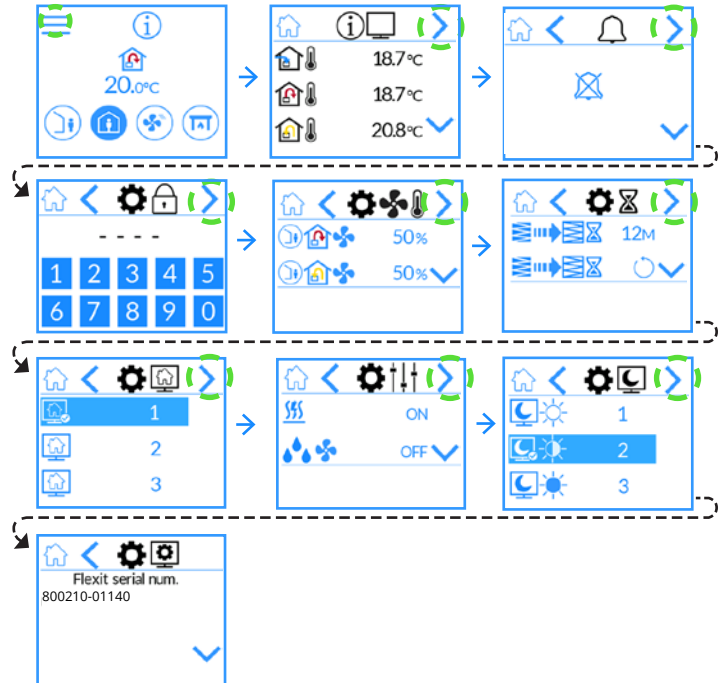 20.0°C
18.7°C
18.7°C
20.8°C
- - - -
1 2 3 4 5
6 7 8 9 0
50%
50%
12M
1
2
3
ON
OFF
1
2
3
Flexit serial num.
800210-01140